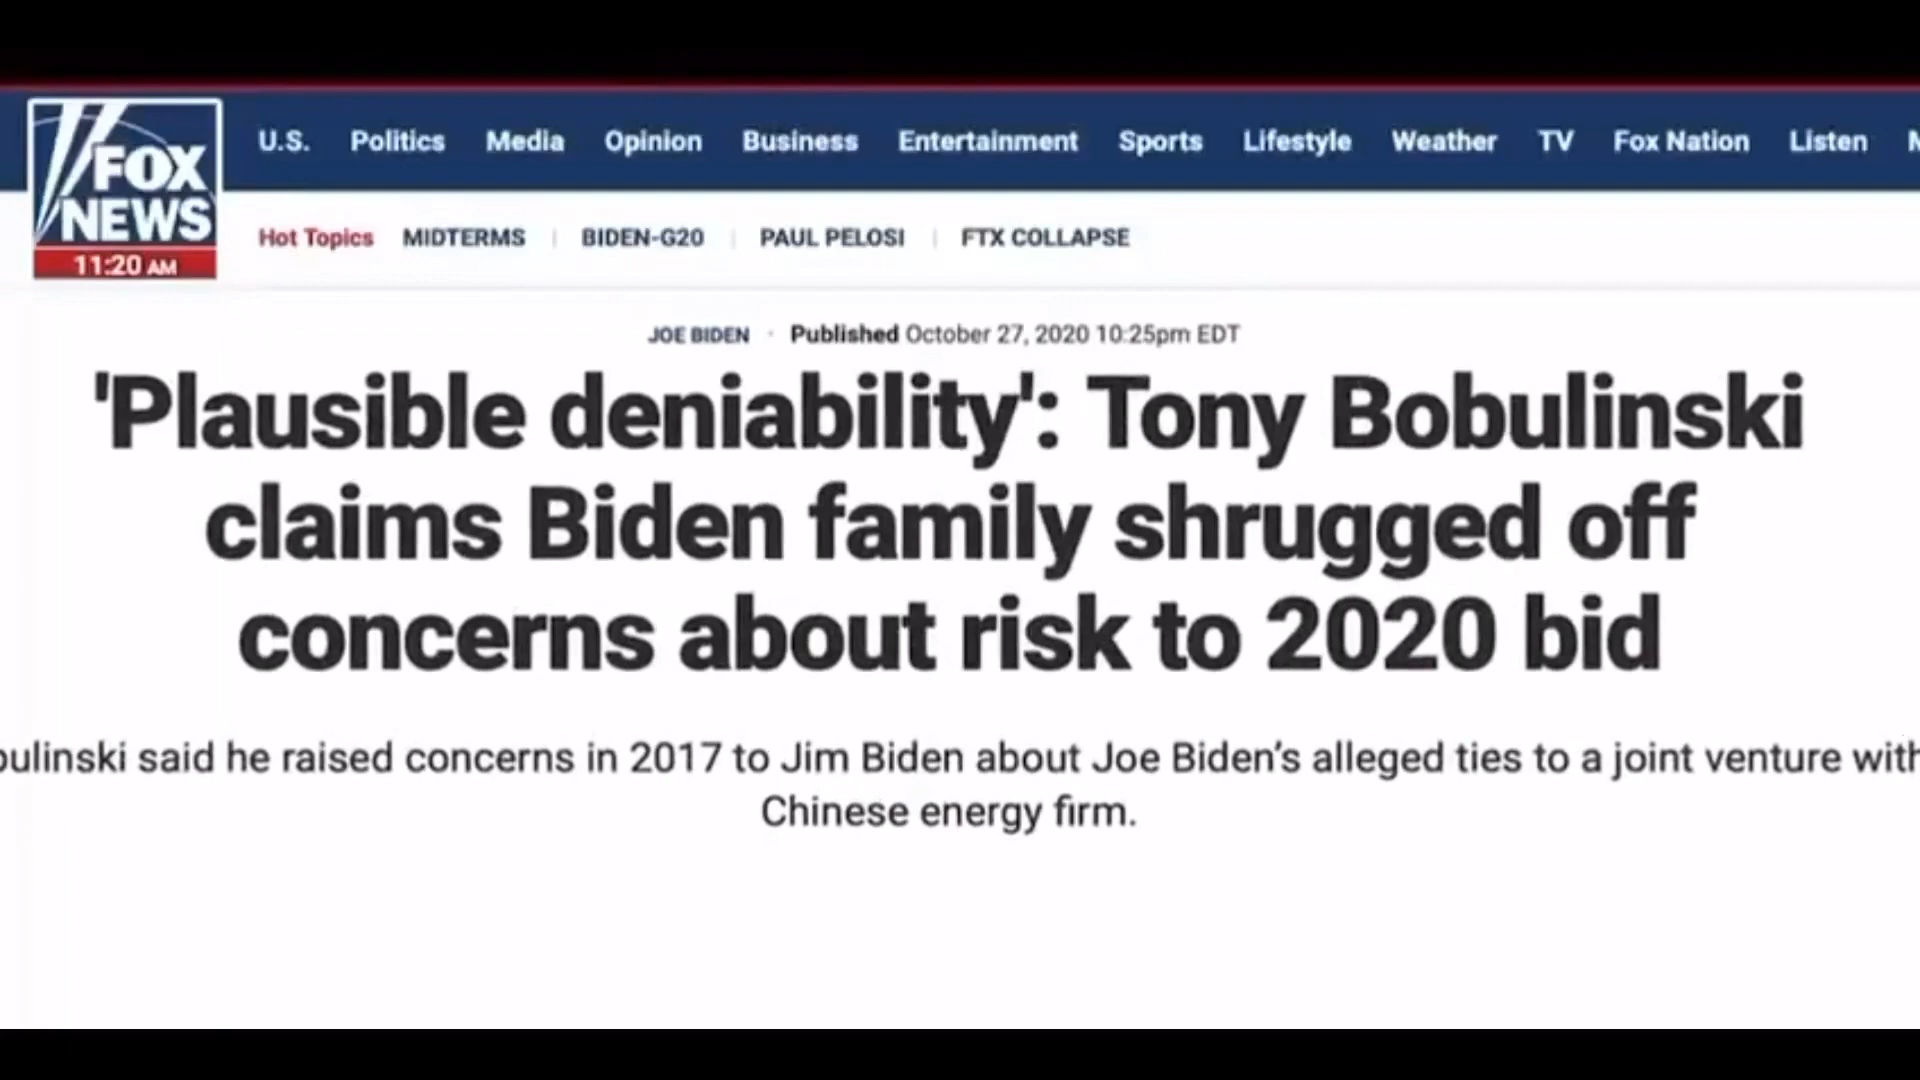 U.S. Politics Media Opinion Business Entertainment Sports Lifestyle Weather TV Fox Nation Listen
FOX
NEWS
11:20 AM
Hot Topics MIDTERMS BIDEN-G20 PAUL PELOSI FTX COLLAPSE
JOE BIDEN · Published October 27, 2020 10:25pm EDT
'Plausible deniability': Tony Bobulinski
claims Biden family shrugged off
concerns about risk to 2020 bid
said he raised concerns in 2017 to Jim Biden about Joe Biden's alleged ties to a joint venture with
Chinese energy firm.